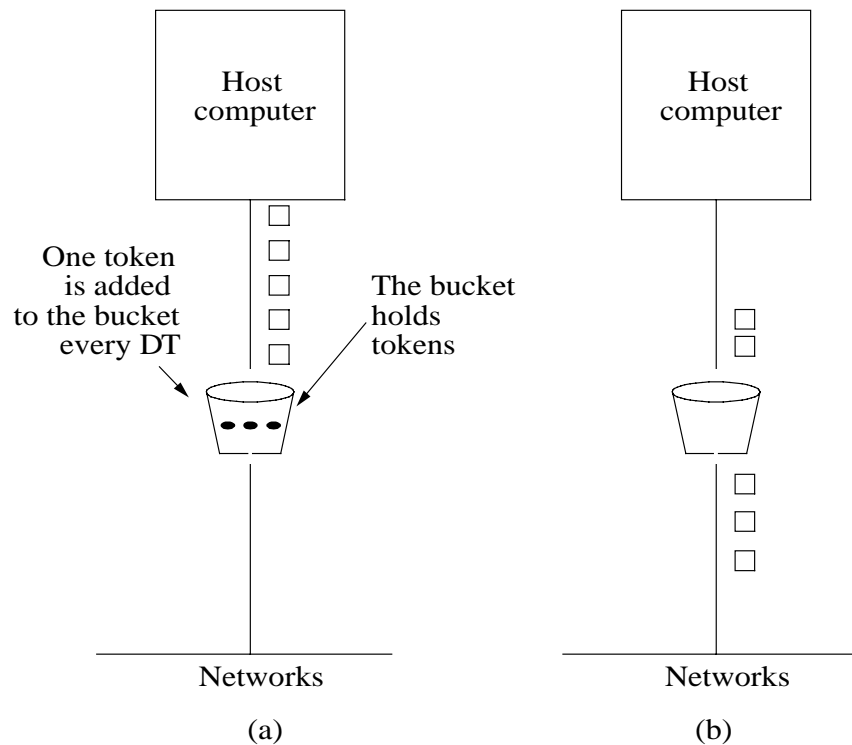 Host
computer
One token
is added
to the bucket
every DT
The bucket
holds
tokens
Networks
(a)
Host
computer
Networks
(b)